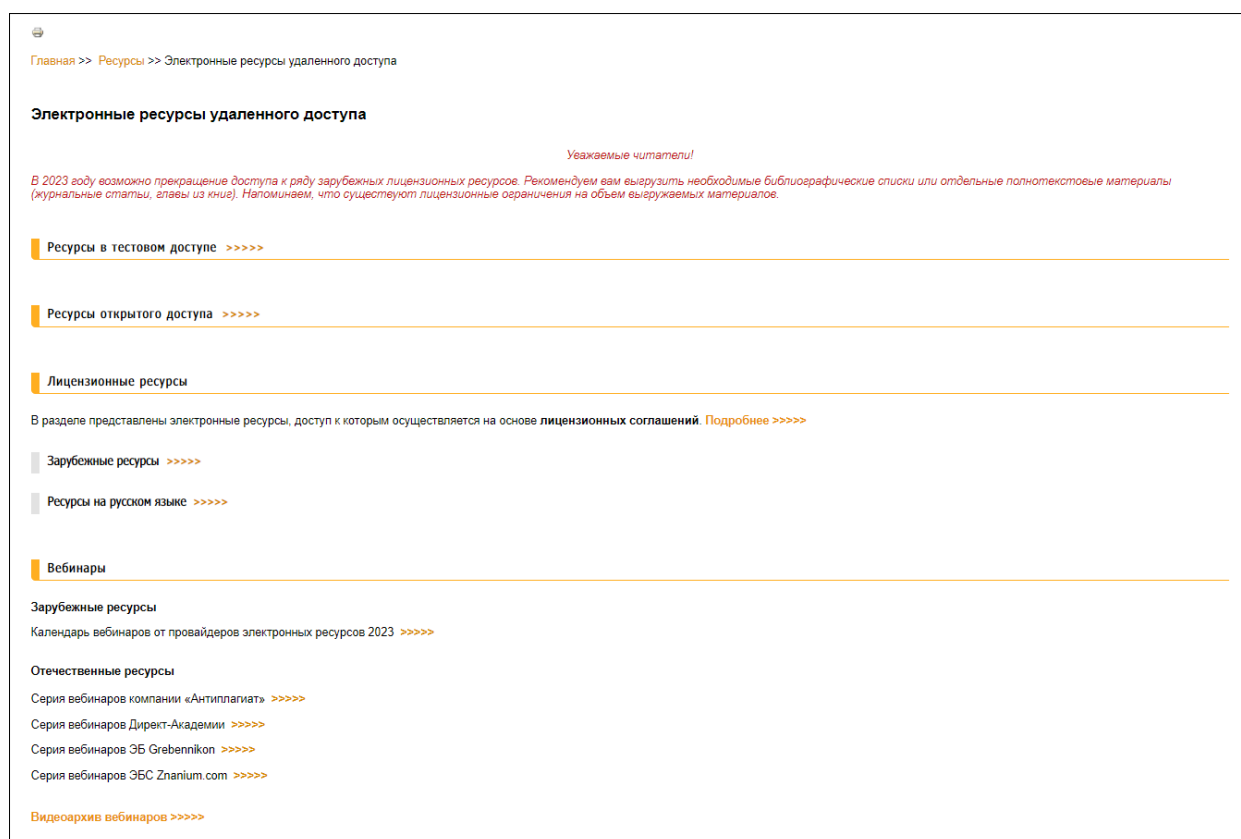 Главная >> Ресурсы >> Электронные ресурсы удаленного доступа
Электронные ресурсы удаленного доступа
Уважаемые читатели!
В 2023 году возможно прекращение доступа к ряду зарубежных лицензионных ресурсов. Рекомендуем вам выгрузить необходимые библиографические списки или отдельные полнотекстовые материалы
(журнальные статьи, главы из книг). Напоминаем, что существуют лицензионные ограничения на объем выгружаемых материалов.
Ресурсы в тестовом доступе >>>>>
Ресурсы открытого доступа >>>>>
Лицензионные ресурсы
В разделе представлены электронные ресурсы, доступ к которым осуществляется на основе лицензионных соглашений. Подробнее >>>>>
Зарубежные ресурсы >>>>>
Ресурсы на русском языке >>>>>
Вебинары
Зарубежные ресурсы
Календарь вебинаров от провайдеров электронных ресурсов 2023 >>>>>
Отечественные ресурсы
Серия вебинаров компании «Антиплагиат» >>>>>
Серия вебинаров Директ-Академии >>>>>
Серия вебинаров ЭБ Grebennikon >>>>>
Серия вебинаров ЭБС Znanium.com >>>>>
Видеоархив вебинаров >>>>>